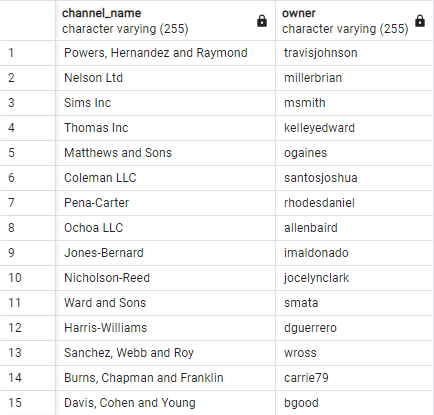 channel_name owner
character varying (255) character varying (255)
1 Powers, Hernandez and Raymond travisjohnson
2 Nelson Ltd millerbrian
3 Sims Inc msmith
4 Thomas Inc kelleyedward
5 Matthews and Sons ogaines
6 Coleman LLC santosjoshua
7 Pena-Carter rhodesdaniel
8 Ochoa LLC allenbaird
9 Jones-Bernard imaldonado
10 Nicholson-Reed jocelynclark
11 Ward and Sons smata
12 Harris-Williams dguerrero
13 Sanchez, Webb and Roy wross
14 Burns, Chapman and Franklin carrie79
15 Davis, Cohen and Young bgood